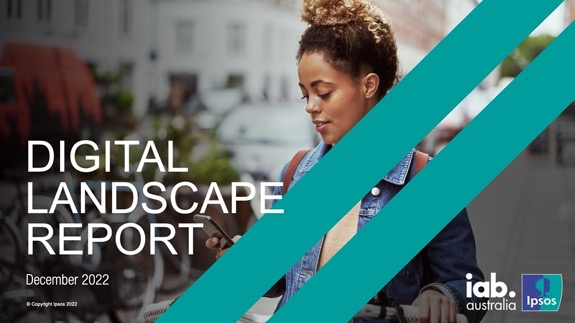 DIGITAL
LANDSCAPE
REPORT
December 2022
© Copyright Ipsos 2022
iab.
australia
Ipsos